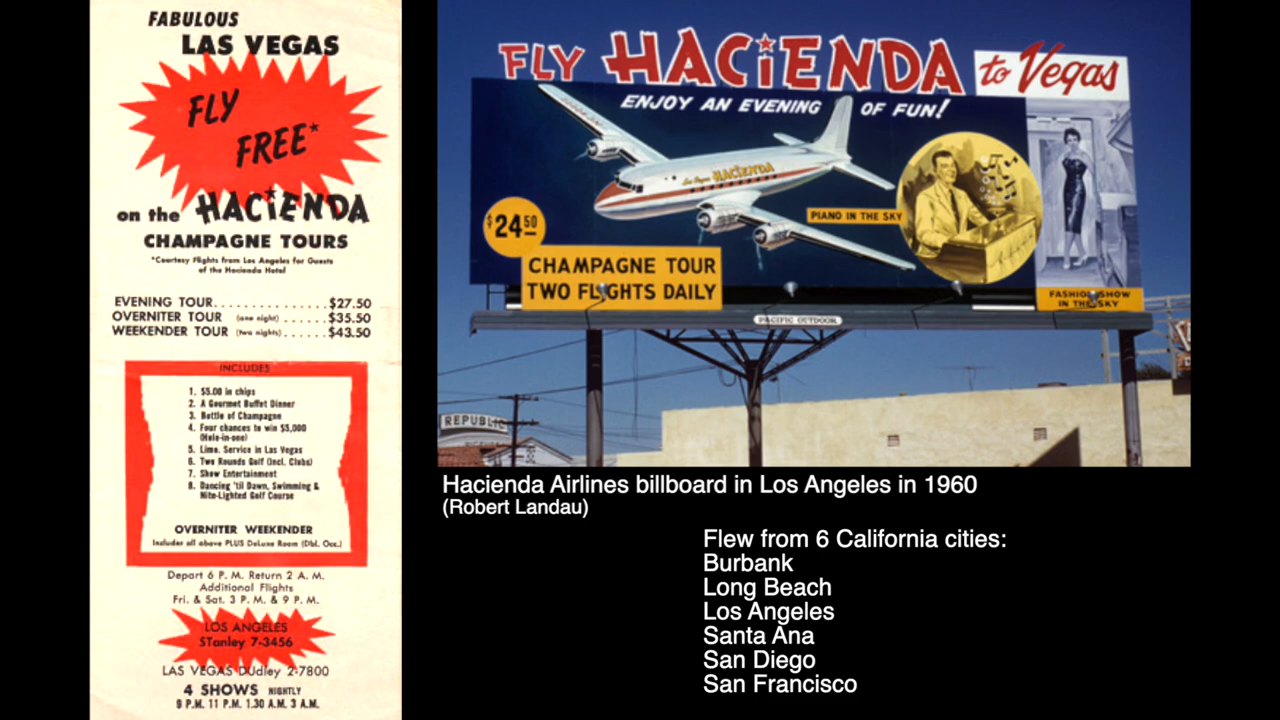 FABULOUS
LAS VEGAS
FLY
FREE*
on the HACIENDA
CHAMPAGNE TOURS
*Courtesy Flights from Los Angeles for Guests
of the Hacienda Hotel
EVENING TOUR.............$27.50
OVERNITER TOUR (one night)......$35.50
WEEKENDER TOUR (two nights)......$43.50
INCLUDES
1. $5.00 in chips
2. A Gourmet Buffet Dinner
3. Bottle of Champagne
4. Four chances to win $5,000
(Hole-in-one)
5. Limo. Service in Las Vegas
6. Two Rounds Golf (Incl. Clubs)
7. Show Entertainment
8. Dancing 'til Dawn, Swimming &
Nite-Lighted Golf Course
OVERNITER WEEKENDER
Includes all above PLUS DeLuxe Room (Dbl. Occ.)
Depart 6 P. M. Return 2 A. M.
Additional Flights
Fri. & Sat. 3 P. M. & 9 P. M.
LOS ANGELES
STanley 7-3456
LAS VEGAS DUdley 2-7800
4 SHOWS NIGHTLY
9 P.M. 11 P.M. 1.30 A.M. 3 A.M.
FLY HACIENDA to Vegas
ENJOY AN EVENING OF FUN!
Las Vegas HACIENDA
$24.50
PIANO IN THE SKY
CHAMPAGNE TOUR
TWO FLIGHTS DAILY
FASHION SHOW
IN THE SKY
PACIFIC OUTDOOR
REPUBLIC
Hacienda Airlines billboard in Los Angeles in 1960
(Robert Landau)
Flew from 6 California cities:
Burbank
Long Beach
Los Angeles
Santa Ana
San Diego
San Francisco